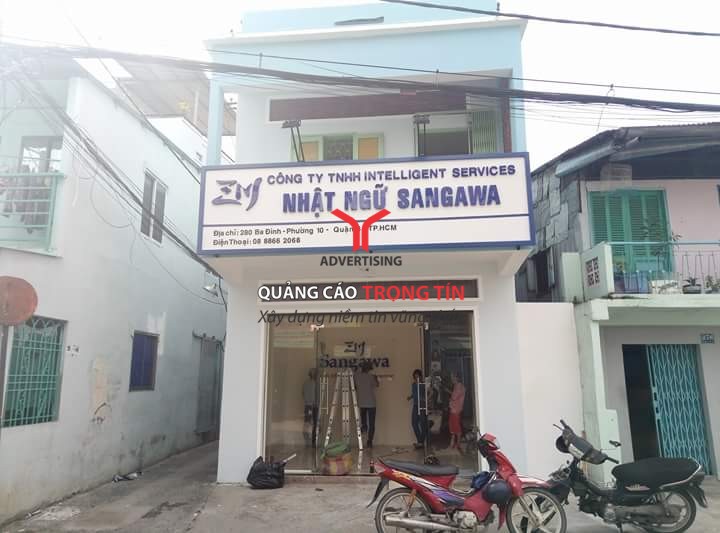 CÔNG TY TNHH INTELLIGENT SERVICES
NHẬT NGỮ SANGAWA
Địa chỉ: 280 Ba Đình - Phường 10 - Quận TP.HCM
Điện Thoại: 08 8866 2066
ADVERTISING
QUẢNG CÁO TRỌNG TÍN
Xây dựng niềm tin vững
Sangawa